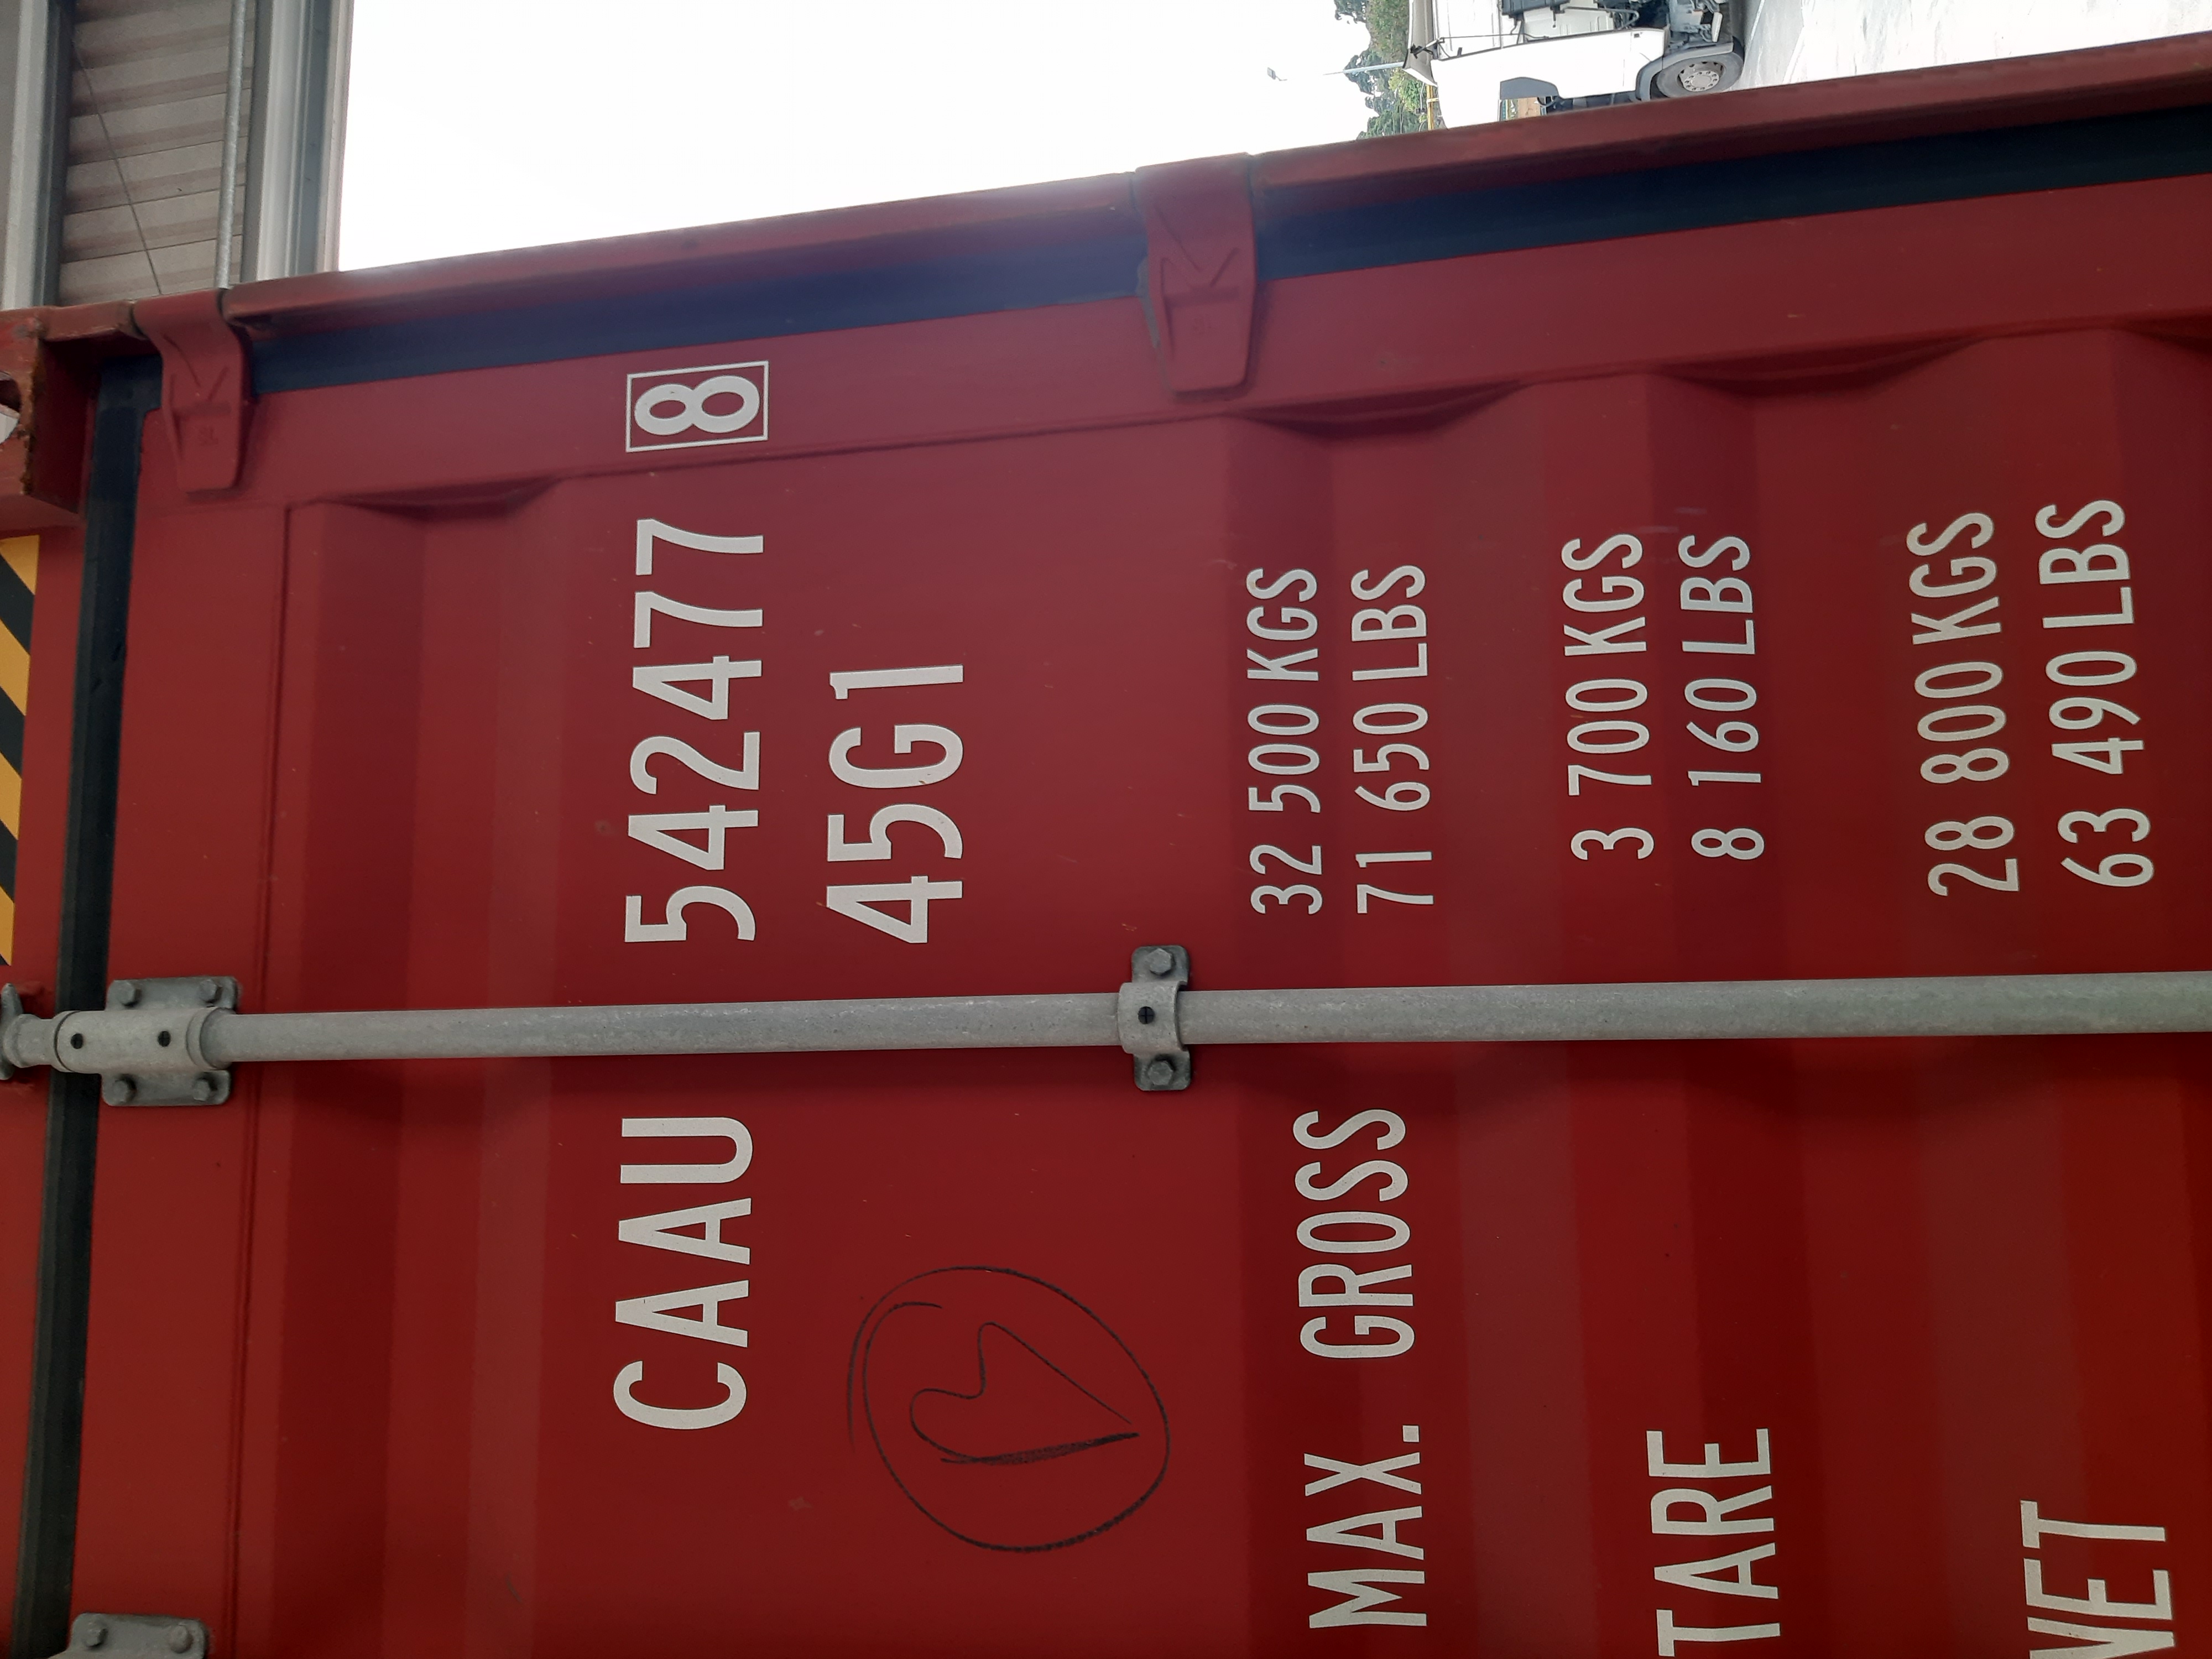 CAAU 542477 8
45G1
MAX. GROSS 32 500 KGS
71 650 LBS
TARE 3 700 KGS
8 160 LBS
NET 28 800 KGS
63 490 LBS